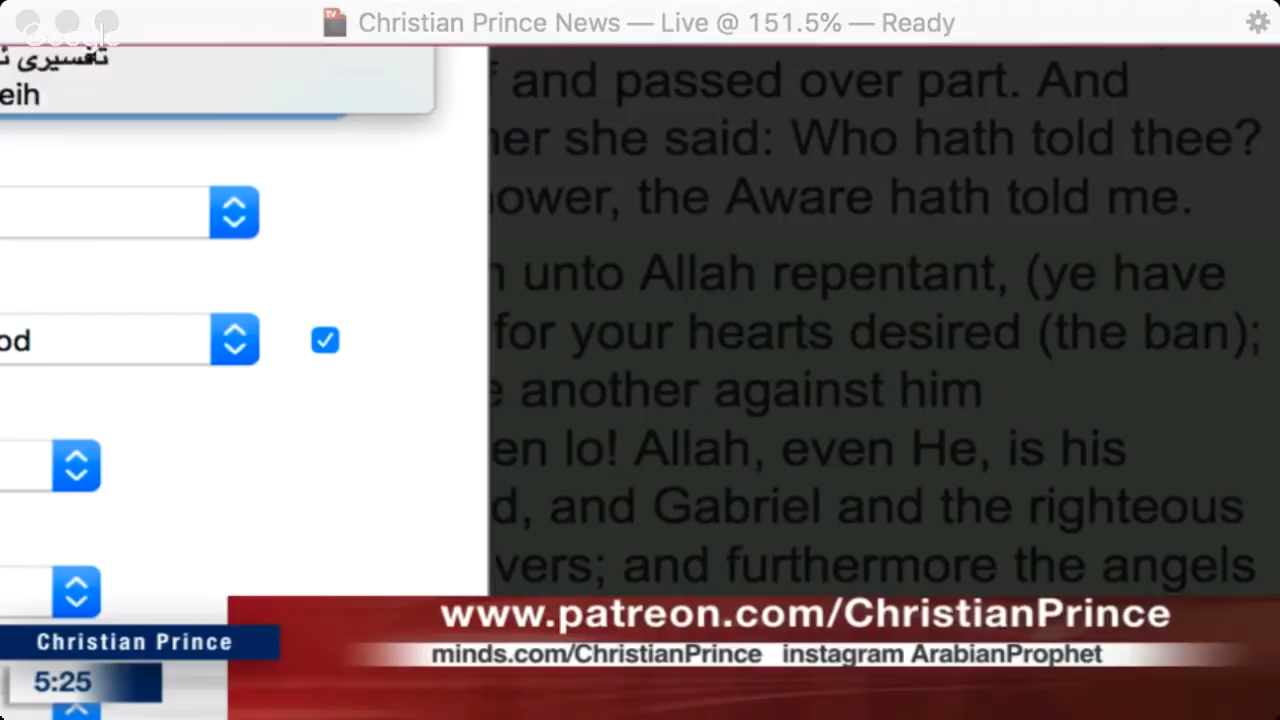 Christian Prince News — Live @ 151.5% — Ready
Google
تفسیری
eih
and passed over part. And
her she said: Who hath told thee?
ower, the Aware hath told me.
unto Allah repentant, (ye have
od
for your hearts desired (the ban);
another against him
en lo! Allah, even He, is his
d, and Gabriel and the righteous
vers; and furthermore the angels
www.patreon.com/ChristianPrince
Christian Prince
minds.com/ChristianPrince instagram ArabianProphet
5:25